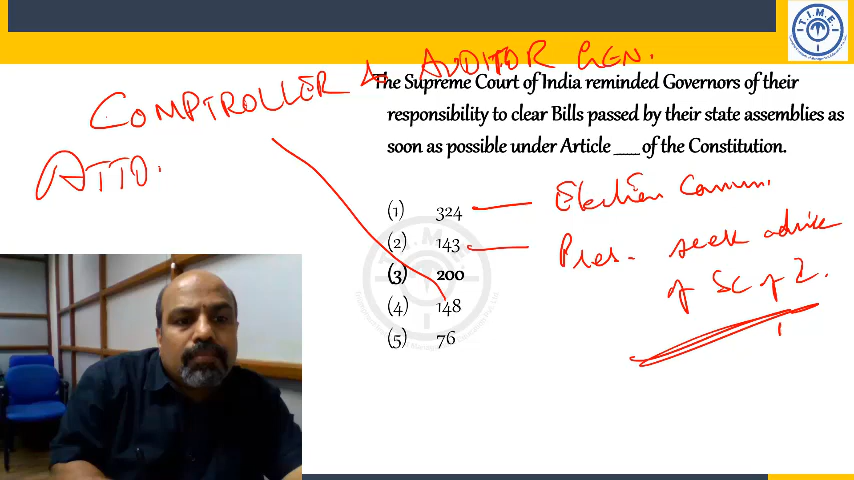 T.I.M.E.
COMPTROLLER & AUDITOR GEN.
ATTO.
The Supreme Court of India reminded Governors of their
responsibility to clear Bills passed by their state assemblies as
soon as possible under Article ____ of the Constitution.
(1) 324 — Election Comm.
(2) 143 — Pres. seek advice
of SC of I.
(3) 200
(4) 148
(5) 76